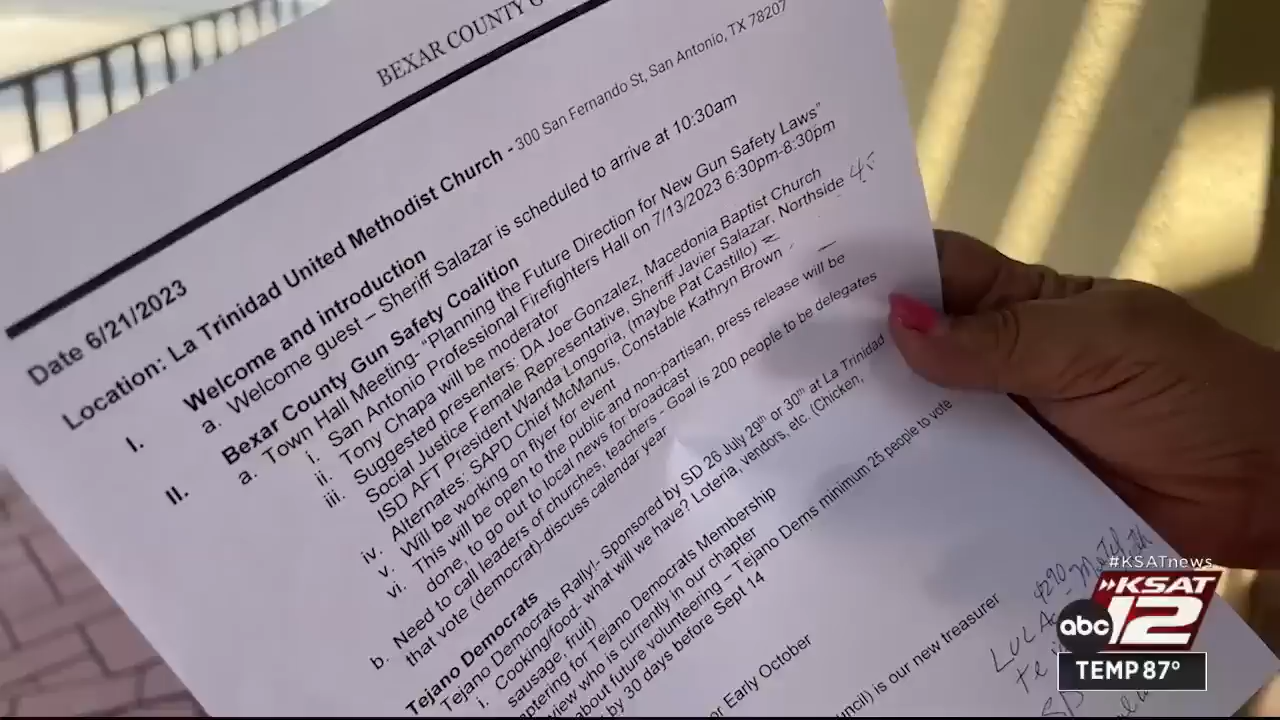 BEXAR COUNTY
Date 6/21/2023
Location: La Trinidad United Methodist Church - 300 San Fernando St, San Antonio, TX 78207
I. Welcome and introduction
a. Welcome guest – Sheriff Salazar is scheduled to arrive at 10:30am
II. Bexar County Gun Safety Coalition
a. Town Hall Meeting- "Planning the Future Direction for New Gun Safety Laws"
i. San Antonio Professional Firefighters Hall on 7/13/2023 6:30pm-8:30pm
ii. Tony Chapa will be moderator
iii. Suggested presenters: DA Joe Gonzalez, Macedonia Baptist Church
Social Justice Female Representative, Sheriff Javier Salazar, Northside
ISD AFT President Wanda Longoria, (maybe Pat Castillo)
iv. Alternates: SAPD Chief McManus, Constable Kathryn Brown
v. Will be working on flyer for event
vi. This will be open to the public and non-partisan, press release will be
done, to go out to local news for broadcast
b. Need to call leaders of churches, teachers - Goal is 200 people to be delegates
that vote (democrat)-discuss calendar year
Tejano Democrats
Tejano Democrats Rally!- Sponsored by SD 26 July 29th or 30th at La Trinidad
i. Cooking/food- what will we have? Loteria, vendors, etc. (Chicken,
sausage, fruit)
for Tejano Democrats Membership
who is currently in our chapter
about future volunteering - Tejano Dems minimum 25 people to vote
by 30 days before Sept 14
or Early October
is our new treasurer
#KSATnews
KSAT
abc 12
TEMP 87°